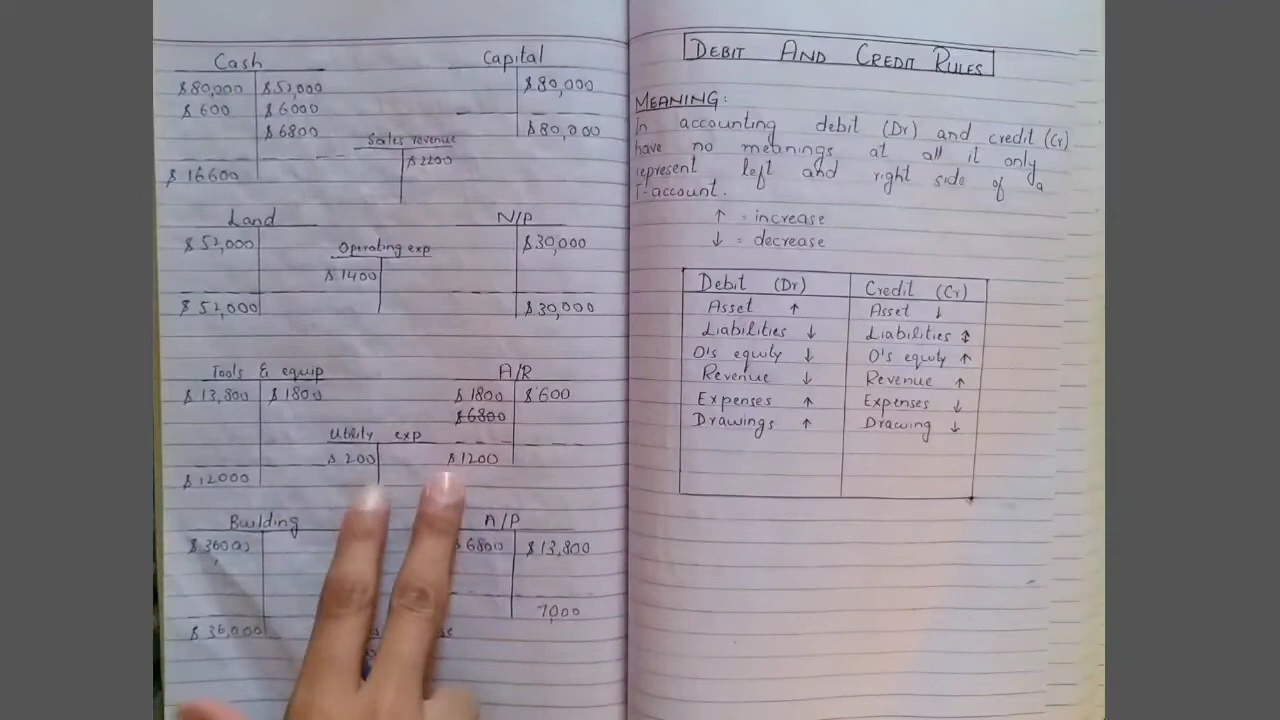 Cash
$80,000 $52,000
$600 $6000
$6800
$16600
Capital
$80,000
$80,000
Sales revenue
$2200
Land
$52,000
$52,000
Operating exp
$1400
N/P
$30,000
$30,000
Tools & equip
$13,800 $1800
$12000
A/R
$1800 $600
$6800
$1200
Utility exp
$200
Building
$36000
$36,000
A/P
$6800 $13,800
7000
DEBIT AND CREDIT RULES
MEANING:
In accounting debit (Dr) and credit (Cr)
have no meanings at all it only
represent left and right side of a
T-account.
↑ = increase
↓ = decrease
Debit (Dr) Credit (Cr)
Asset ↑ Asset ↓
Liabilities ↓ Liabilities ↑
O's equity ↓ O's equity ↑
Revenue ↓ Revenue ↑
Expenses ↑ Expenses ↓
Drawings ↑ Drawing ↓